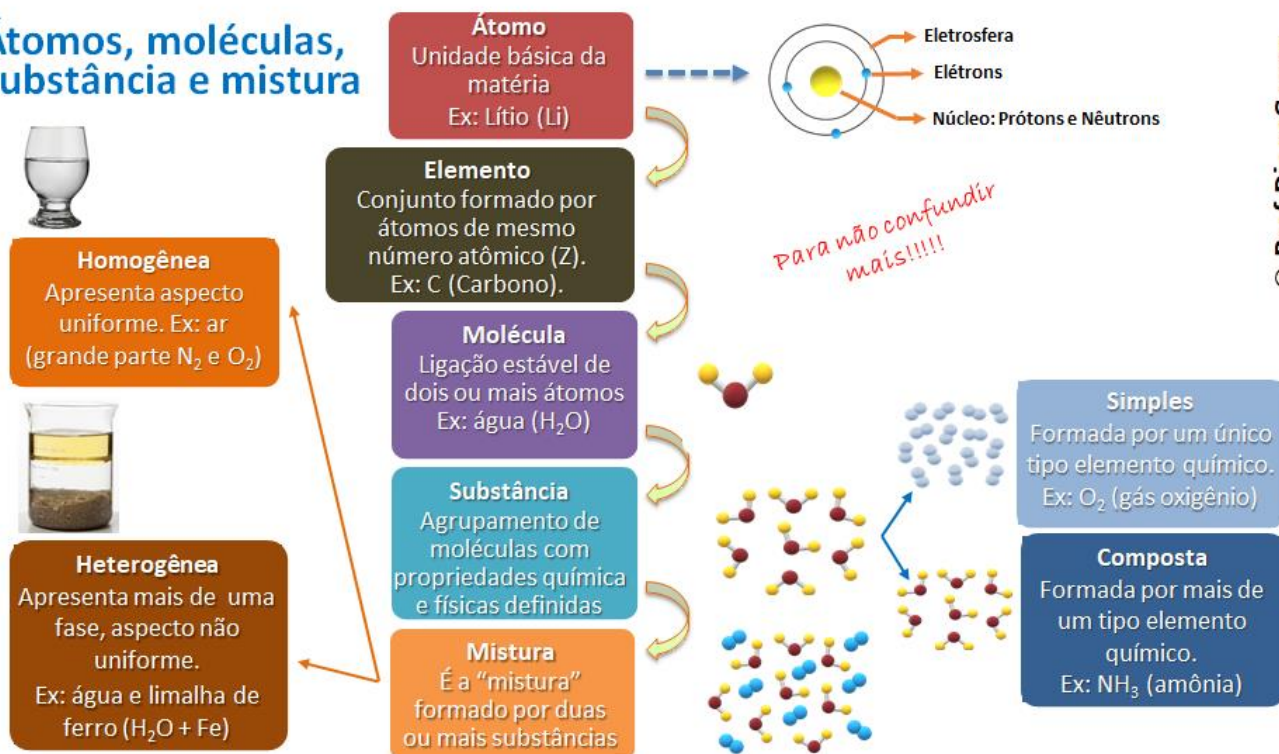 Átomos, moléculas,
substância e mistura
Átomo
Unidade básica da
matéria
Ex: Lítio (Li)
Eletrosfera
Elétrons
Núcleo: Prótons e Nêutrons
Elemento
Conjunto formado por
átomos de mesmo
número atômico (Z).
Ex: C (Carbono).
Para não confundir
mais!!!!!
Homogênea
Apresenta aspecto
uniforme. Ex: ar
(grande parte N₂ e O₂)
Molécula
Ligação estável de
dois ou mais átomos
Ex: água (H₂O)
Simples
Formada por um único
tipo elemento químico.
Ex: O₂ (gás oxigênio)
Substância
Agrupamento de
moléculas com
propriedades química
e físicas definidas
Composta
Formada por mais de
um tipo elemento
químico.
Ex: NH₃ (amônia)
Heterogênea
Apresenta mais de uma
fase, aspecto não
uniforme.
Ex: água e limalha de
ferro (H₂O + Fe)
Mistura
É a “mistura”
formado por duas
ou mais substâncias